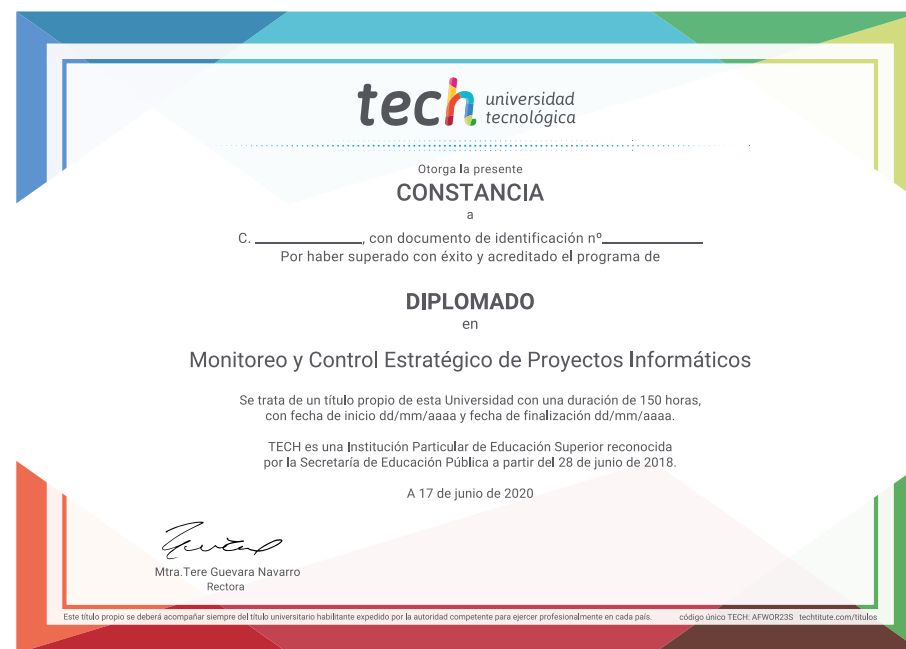 tech universidad
tecnológica
Otorga la presente
CONSTANCIA
a
C. ____________, con documento de identificación nº____________
Por haber superado con éxito y acreditado el programa de
DIPLOMADO
en
Monitoreo y Control Estratégico de Proyectos Informáticos
Se trata de un título propio de esta Universidad con una duración de 150 horas,
con fecha de inicio dd/mm/aaaa y fecha de finalización dd/mm/aaaa.
TECH es una Institución Particular de Educación Superior reconocida
por la Secretaría de Educación Pública a partir del 28 de junio de 2018.
A 17 de junio de 2020
Mtra.Tere Guevara Navarro
Rectora
Este título propio se deberá acompañar siempre del título universitario habilitante expedido por la autoridad competente para ejercer profesionalmente en cada país. código único TECH: AFWOR23S techtitute.com/titulos